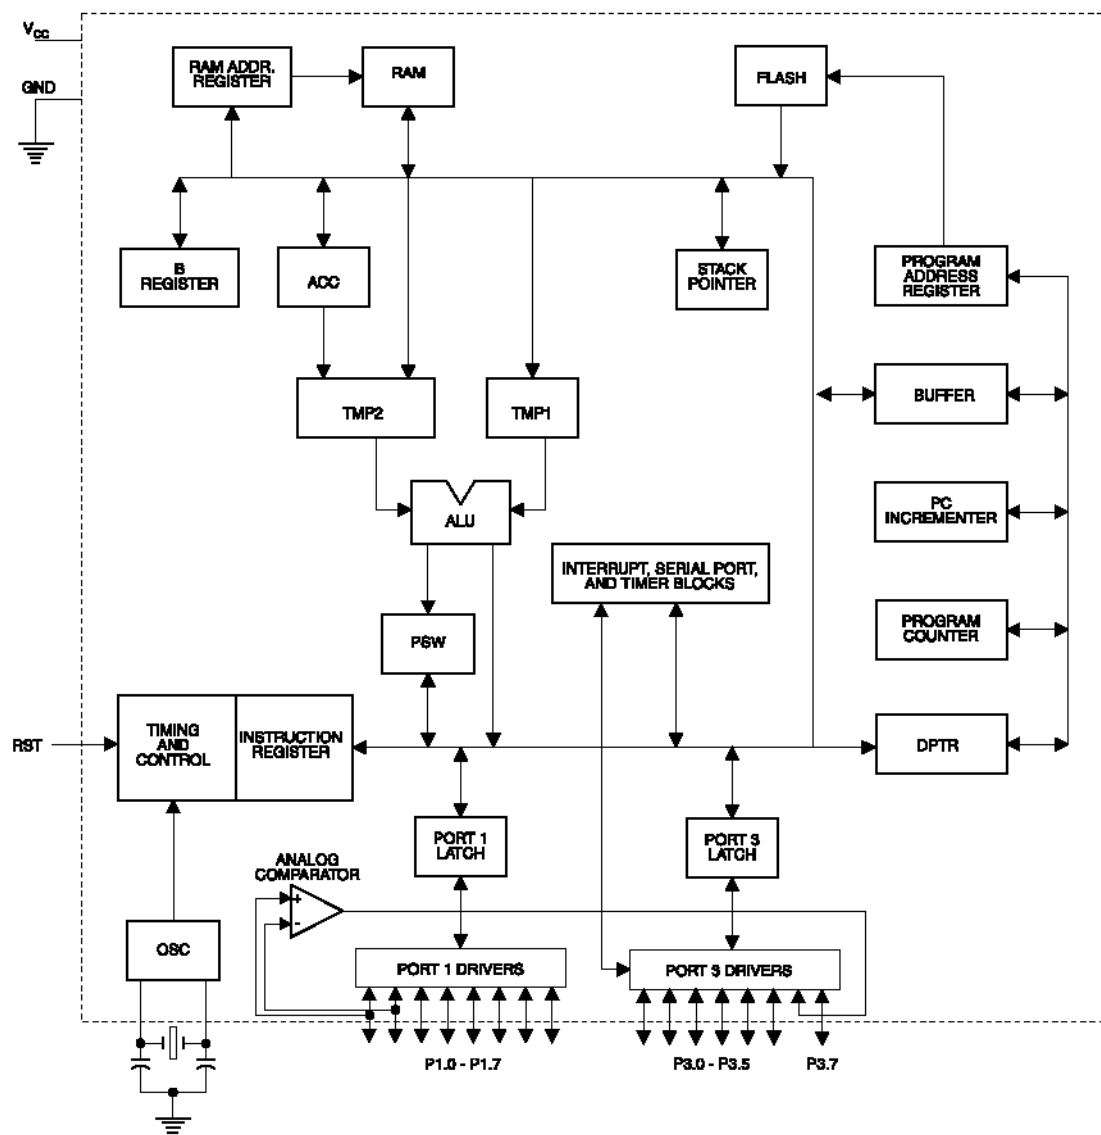 VCC
GND
RAM ADDR.
REGISTER
RAM
FLASH
B
REGISTER
ACC
STACK
POINTER
PROGRAM
ADDRESS
REGISTER
TMP2
TMP1
BUFFER
ALU
PC
INCREMENTER
INTERRUPT, SERIAL PORT,
AND TIMER BLOCKS
PSW
PROGRAM
COUNTER
RST
TIMING
AND
CONTROL
INSTRUCTION
REGISTER
DPTR
PORT 1
LATCH
PORT 3
LATCH
ANALOG
COMPARATOR
+
-
OSC
PORT 1 DRIVERS
PORT 3 DRIVERS
P1.0 - P1.7
P3.0 - P3.5
P3.7